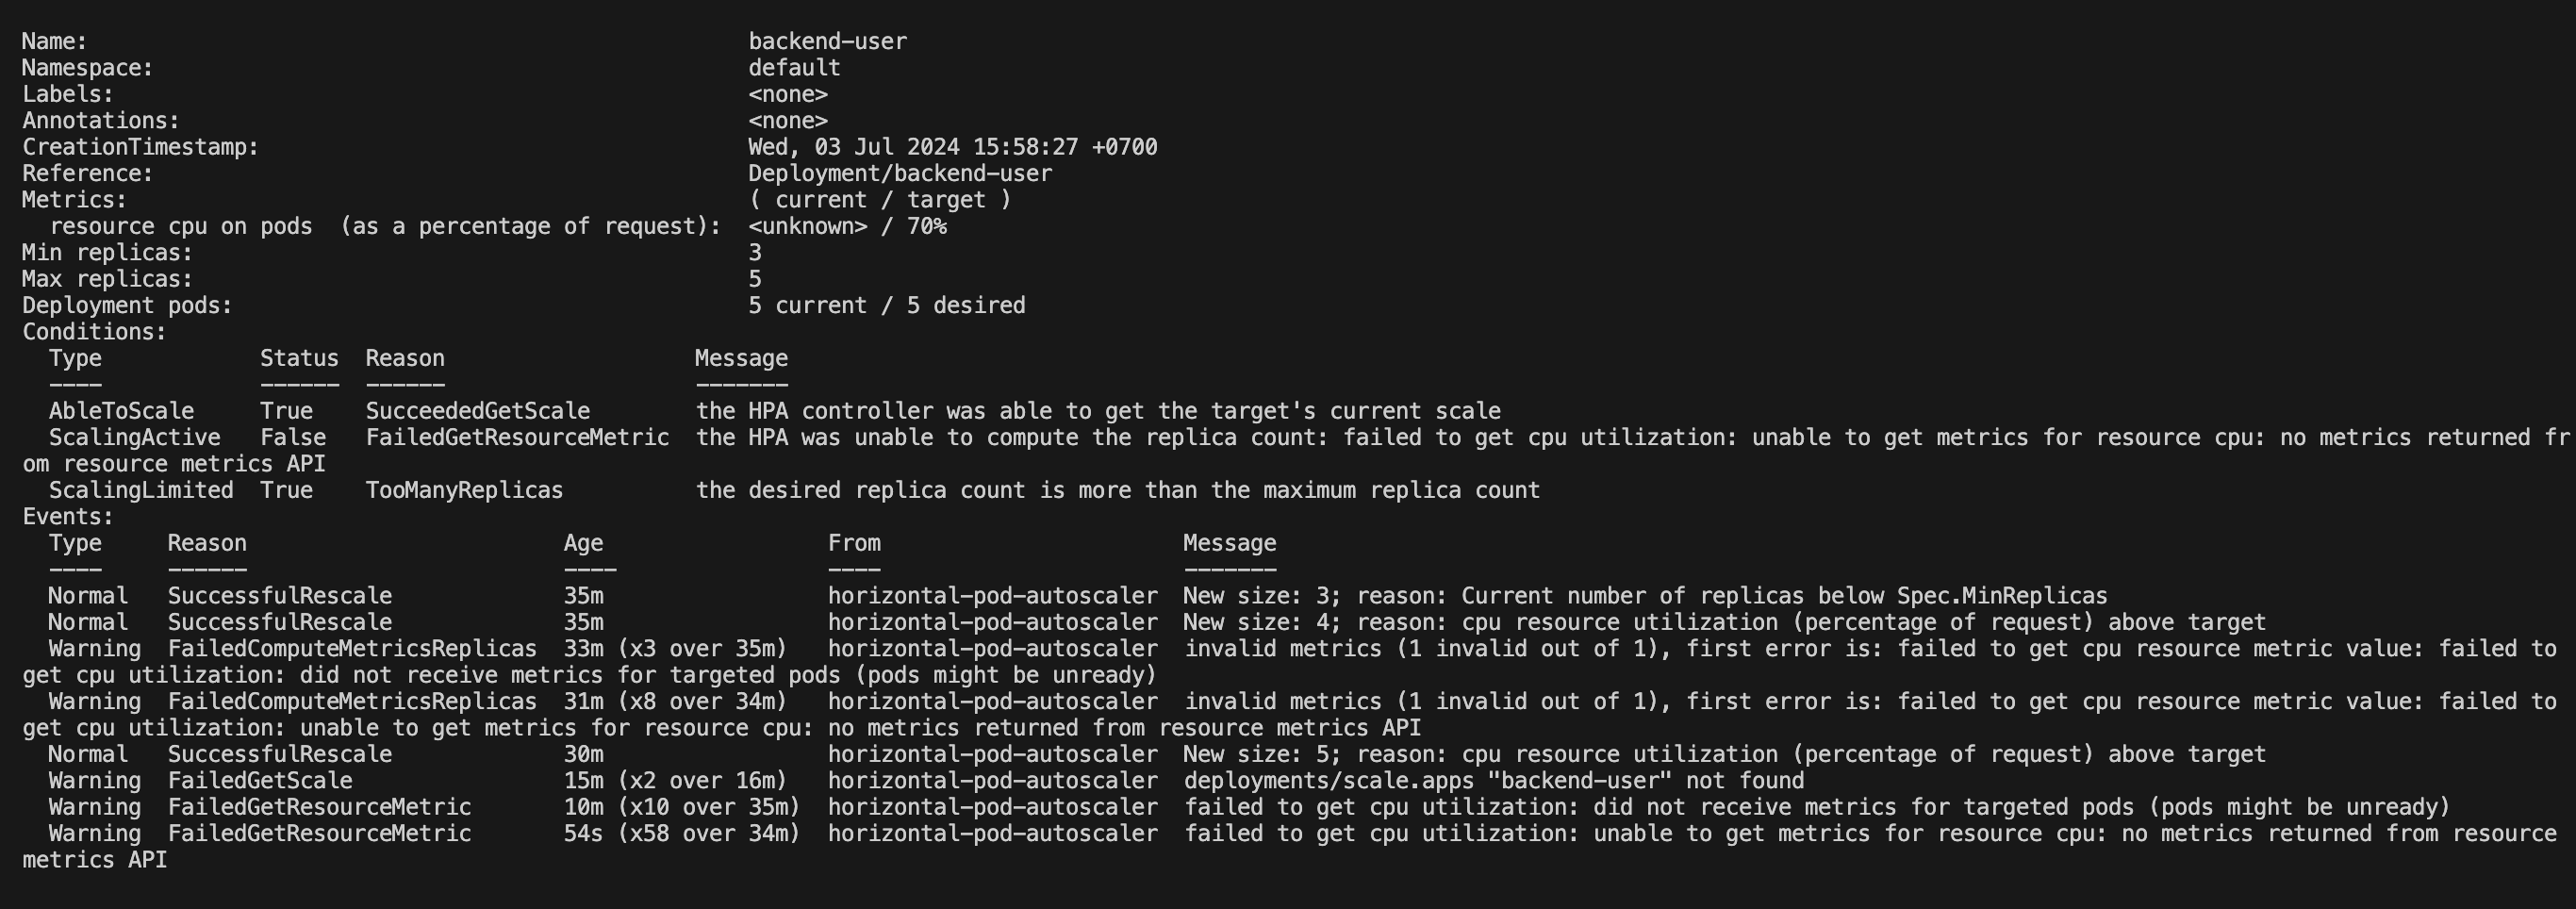 Name:                                                  backend-user
Namespace:                                             default
Labels:                                                <none>
Annotations:                                           <none>
CreationTimestamp:                                     Wed, 03 Jul 2024 15:58:27 +0700
Reference:                                             Deployment/backend-user
Metrics:                                               ( current / target )
  resource cpu on pods  (as a percentage of request):  <unknown> / 70%
Min replicas:                                          3
Max replicas:                                          5
Deployment pods:                                       5 current / 5 desired
Conditions:
  Type            Status  Reason                   Message
  ----            ------  ------                   -------
  AbleToScale     True    SucceededGetScale        the HPA controller was able to get the target's current scale
  ScalingActive   False   FailedGetResourceMetric  the HPA was unable to compute the replica count: failed to get cpu utilization: unable to get metrics for resource cpu: no metrics returned fr
om resource metrics API
  ScalingLimited  True    TooManyReplicas          the desired replica count is more than the maximum replica count
Events:
  Type     Reason                        Age                 From                       Message
  ----     ------                        ----                ----                       -------
  Normal   SuccessfulRescale             35m                 horizontal-pod-autoscaler  New size: 3; reason: Current number of replicas below Spec.MinReplicas
  Normal   SuccessfulRescale             35m                 horizontal-pod-autoscaler  New size: 4; reason: cpu resource utilization (percentage of request) above target
  Warning  FailedComputeMetricsReplicas  33m (x3 over 35m)   horizontal-pod-autoscaler  invalid metrics (1 invalid out of 1), first error is: failed to get cpu resource metric value: failed to
get cpu utilization: did not receive metrics for targeted pods (pods might be unready)
  Warning  FailedComputeMetricsReplicas  31m (x8 over 34m)   horizontal-pod-autoscaler  invalid metrics (1 invalid out of 1), first error is: failed to get cpu resource metric value: failed to
get cpu utilization: unable to get metrics for resource cpu: no metrics returned from resource metrics API
  Normal   SuccessfulRescale             30m                 horizontal-pod-autoscaler  New size: 5; reason: cpu resource utilization (percentage of request) above target
  Warning  FailedGetScale                15m (x2 over 16m)   horizontal-pod-autoscaler  deployments/scale.apps "backend-user" not found
  Warning  FailedGetResourceMetric       10m (x10 over 35m)  horizontal-pod-autoscaler  failed to get cpu utilization: did not receive metrics for targeted pods (pods might be unready)
  Warning  FailedGetResourceMetric       54s (x58 over 34m)  horizontal-pod-autoscaler  failed to get cpu utilization: unable to get metrics for resource cpu: no metrics returned from resource
metrics API